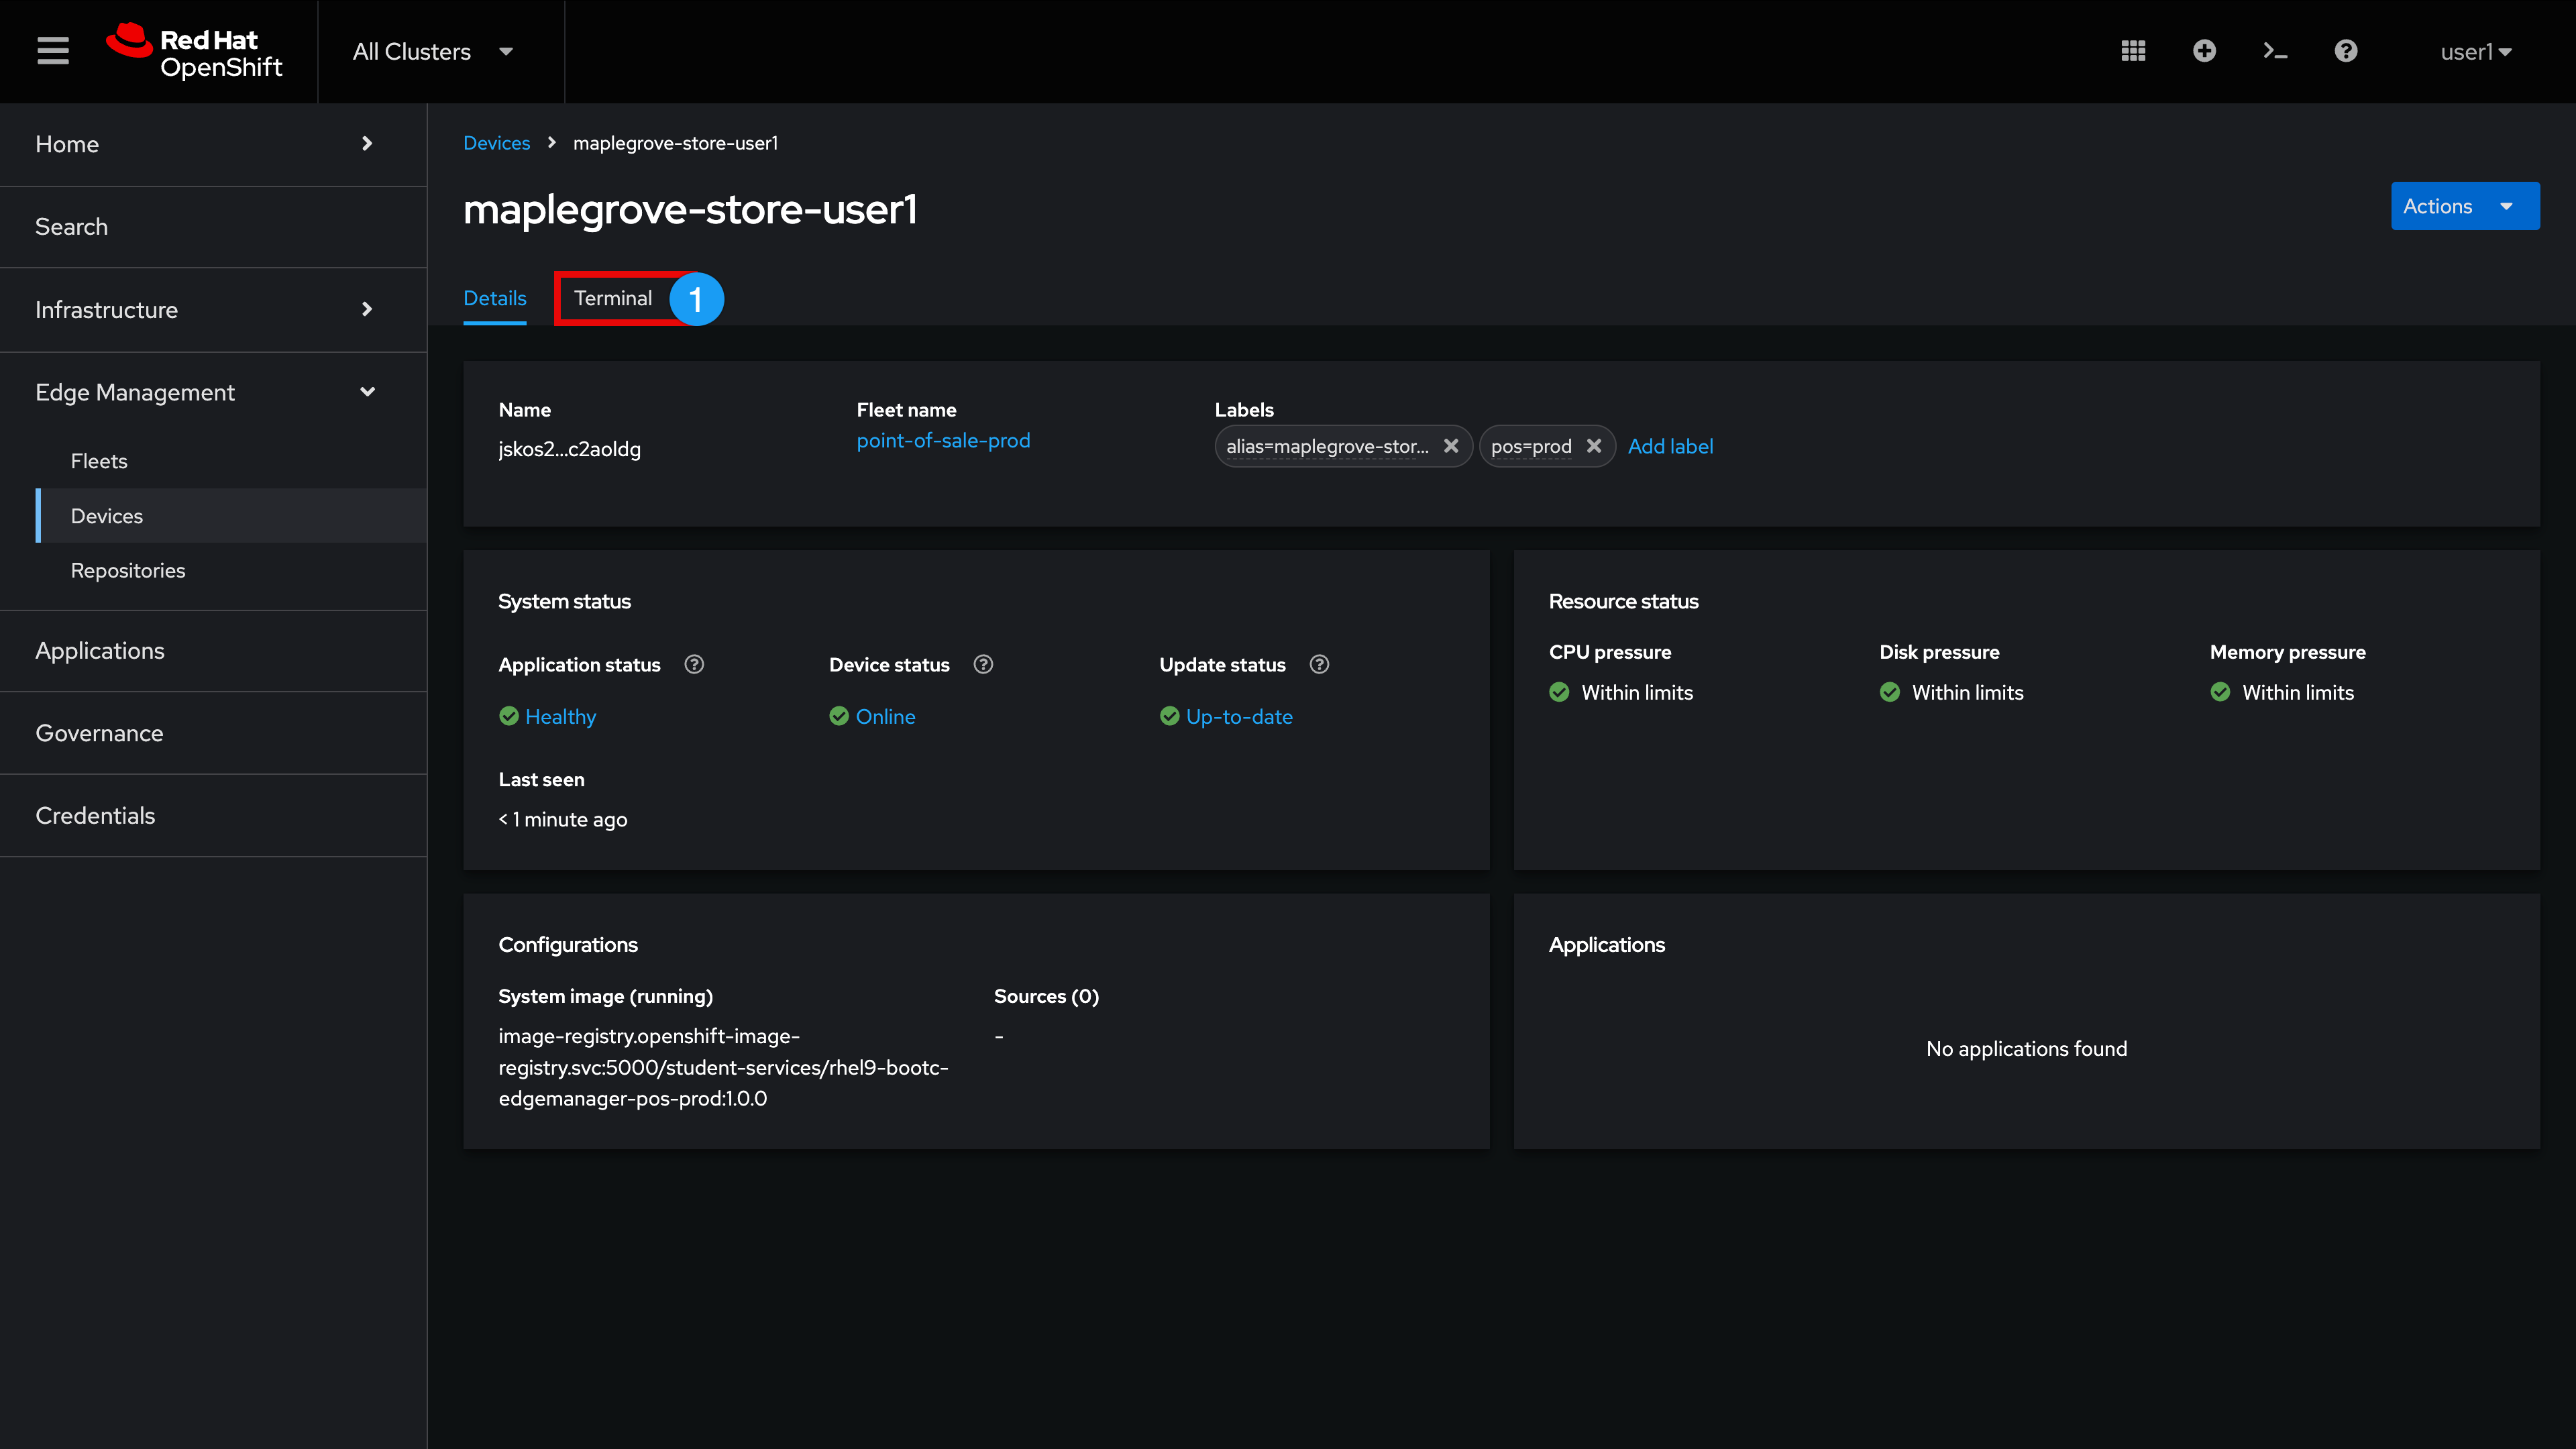 Red Hat
OpenShift
All Clusters
user1
Home
Search
Infrastructure
Edge Management
Fleets
Devices
Repositories
Applications
Governance
Credentials
Devices maplegrove-store-user1
maplegrove-store-user1
Actions
Details Terminal 1
Name Fleet name Labels
jskos2...c2aoldg point-of-sale-prod alias=maplegrove-stor... pos=prod Add label
System status
Application status Device status Update status
Healthy Online Up-to-date
Last seen
< 1 minute ago
Resource status
CPU pressure Disk pressure Memory pressure
Within limits Within limits Within limits
Configurations
System image (running) Sources (0)
image-registry.openshift-image- -
registry.svc:5000/student-services/rhel9-bootc-
edgemanager-pos-prod:1.0.0
Applications
No applications found